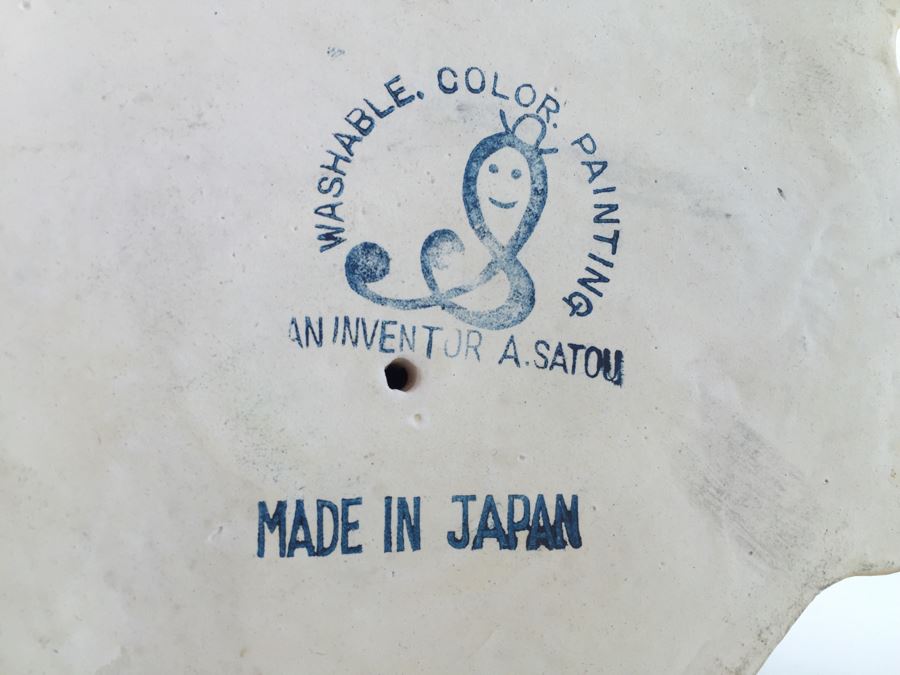 WASHABLE. COLOR. PAINTING
AN INVENTOR A.SATOU
MADE IN JAPAN